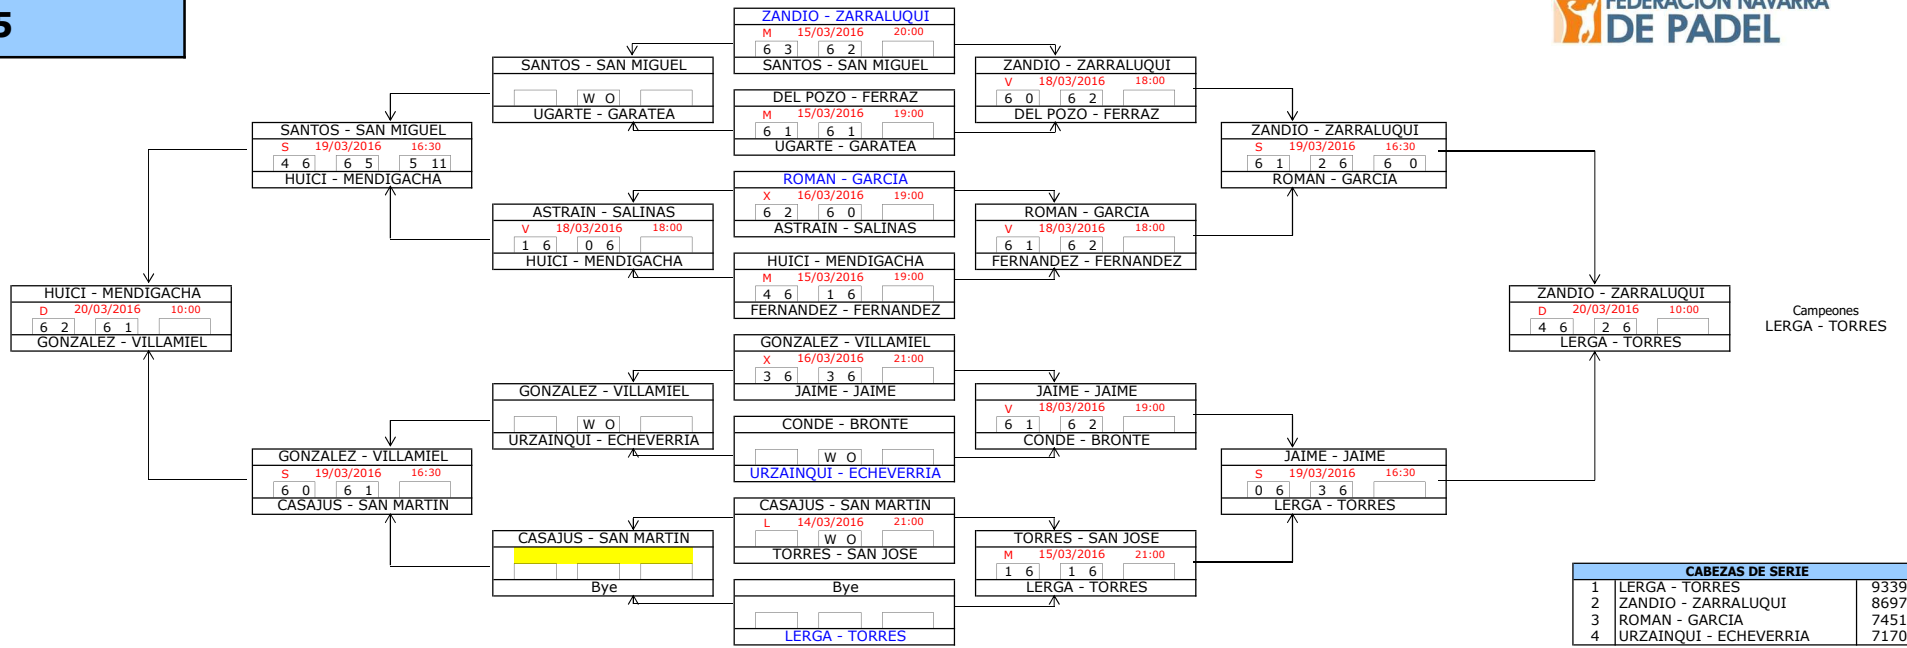 5
FEDERACIÓN NAVARRA
DE PADEL
ZANDIO - ZARRALUQUI
M 15/03/2016 20:00
6 3 6 2
SANTOS - SAN MIGUEL
SANTOS - SAN MIGUEL
W O
UGARTE - GARATEA
DEL POZO - FERRAZ
M 15/03/2016 19:00
6 1 6 1
UGARTE - GARATEA
ZANDIO - ZARRALUQUI
V 18/03/2016 18:00
6 0 6 2
DEL POZO - FERRAZ
SANTOS - SAN MIGUEL
S 19/03/2016 16:30
4 6 6 5 5 11
HUICI - MENDIGACHA
ZANDIO - ZARRALUQUI
S 19/03/2016 16:30
6 1 2 6 6 0
ROMAN - GARCIA
ROMAN - GARCIA
X 16/03/2016 19:00
6 2 6 0
ASTRAIN - SALINAS
ASTRAIN - SALINAS
V 18/03/2016 18:00
1 6 0 6
HUICI - MENDIGACHA
HUICI - MENDIGACHA
M 15/03/2016 19:00
4 6 1 6
FERNANDEZ - FERNANDEZ
ROMAN - GARCIA
V 18/03/2016 18:00
6 1 6 2
FERNANDEZ - FERNANDEZ
HUICI - MENDIGACHA
D 20/03/2016 10:00
6 2 6 1
GONZALEZ - VILLAMIEL
ZANDIO - ZARRALUQUI
D 20/03/2016 10:00
4 6 2 6
LERGA - TORRES
Campeones
LERGA - TORRES
GONZALEZ - VILLAMIEL
X 16/03/2016 21:00
3 6 3 6
JAIME - JAIME
GONZALEZ - VILLAMIEL
W O
URZAINQUI - ECHEVERRIA
CONDE - BRONTE
W O
URZAINQUI - ECHEVERRIA
JAIME - JAIME
V 18/03/2016 19:00
6 1 6 2
CONDE - BRONTE
GONZALEZ - VILLAMIEL
S 19/03/2016 16:30
6 0 6 1
CASAJUS - SAN MARTIN
JAIME - JAIME
S 19/03/2016 16:30
0 6 3 6
LERGA - TORRES
CASAJUS - SAN MARTIN
L 14/03/2016 21:00
W O
TORRES - SAN JOSE
CASAJUS - SAN MARTIN
Bye
Bye
LERGA - TORRES
TORRES - SAN JOSE
M 15/03/2016 21:00
1 6 1 6
LERGA - TORRES
CABEZAS DE SERIE
1 LERGA - TORRES 9339
2 ZANDIO - ZARRALUQUI 8697
3 ROMAN - GARCIA 7451
4 URZAINQUI - ECHEVERRIA 7170